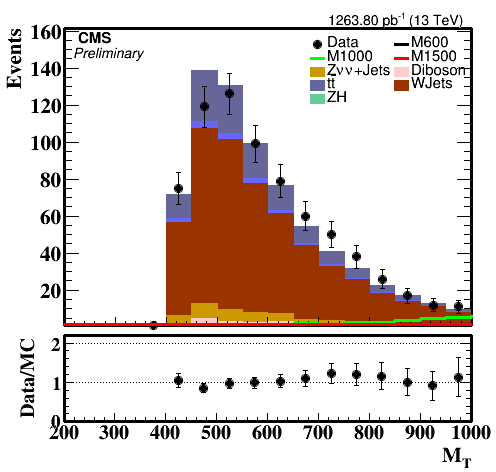 1263.80 pb⁻¹ (13 TeV)
CMS
Preliminary
Data
M600
M1000
M1500
Zνν+Jets
Diboson
tt
WJets
ZH
Events
160
140
120
100
80
60
40
20
Data/MC
2
1
0
200 300 400 500 600 700 800 900 1000
M_T